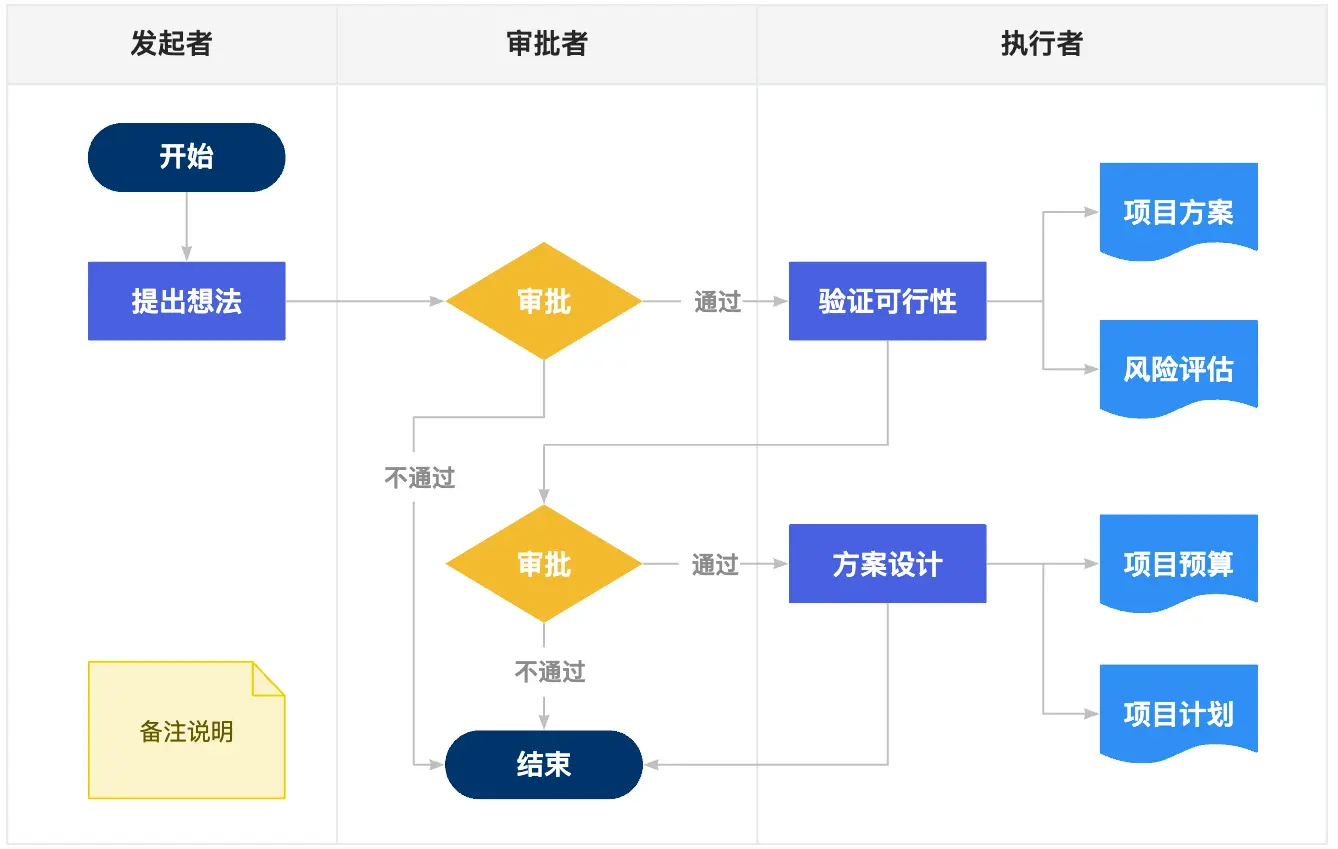 发起者
审批者
执行者
开始
项目方案
提出想法
审批
通过
验证可行性
风险评估
不通过
审批
通过
方案设计
项目预算
不通过
备注说明
结束
项目计划